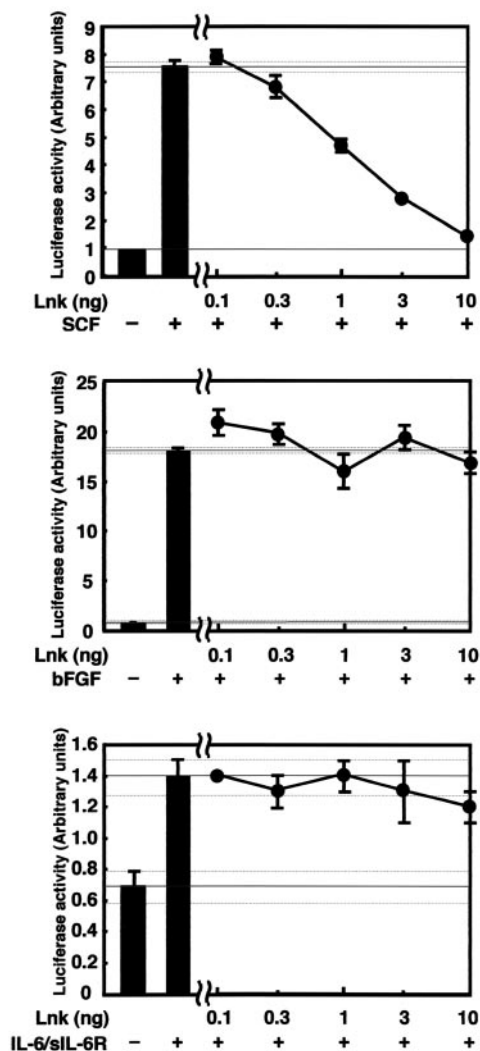 Luciferase activity (Arbitrary units)
9
8
7
6
5
4
3
2
1
0
Lnk (ng) 0.1 0.3 1 3 10
SCF − + + + + + +
Luciferase activity (Arbitrary units)
25
20
15
10
5
0
Lnk (ng) 0.1 0.3 1 3 10
bFGF − + + + + + +
Luciferase activity (Arbitrary units)
1.6
1.4
1.2
1.0
0.8
0.6
0.4
0.2
0
Lnk (ng) 0.1 0.3 1 3 10
IL-6/sIL-6R − + + + + + +